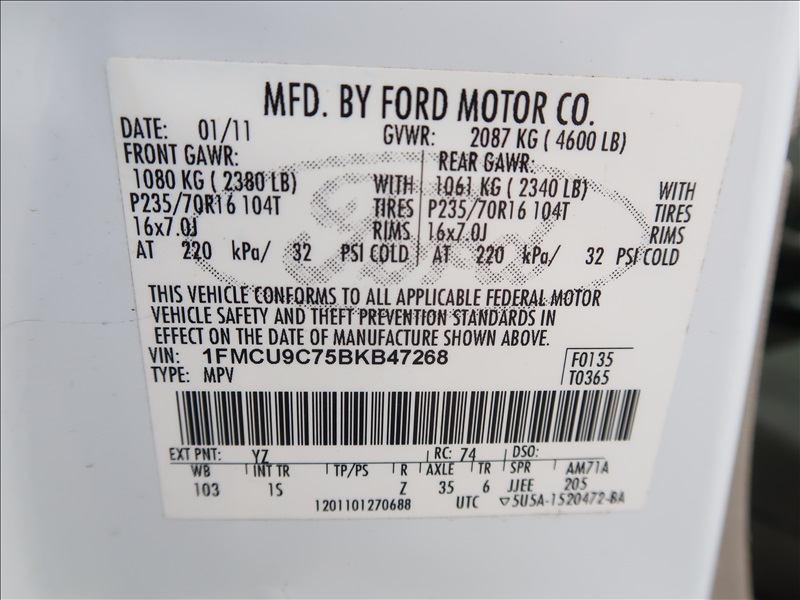 MFD. BY FORD MOTOR CO.
DATE: 01/11 GVWR: 2087 KG ( 4600 LB)
FRONT GAWR: REAR GAWR:
1080 KG ( 2380 LB) WITH 1061 KG ( 2340 LB) WITH
P235/70R16 104T TIRES P235/70R16 104T TIRES
16x7.0J RIMS 16x7.0J RIMS
AT 220 kPa/ 32 PSI COLD AT 220 kPa/ 32 PSI COLD
Ford
THIS VEHICLE CONFORMS TO ALL APPLICABLE FEDERAL MOTOR
VEHICLE SAFETY AND THEFT PREVENTION STANDARDS IN
EFFECT ON THE DATE OF MANUFACTURE SHOWN ABOVE.
VIN: 1FMCU9C75BKB47268 F0135
TYPE: MPV T0365
EXT PNT: YZ RC: 74 DSO:
WB INT TR TP/PS R AXLE TR SPR AM71A
103 1S Z 35 6 JJEE 205
1201101270688 UTC ▽5U5A-1520472-BA